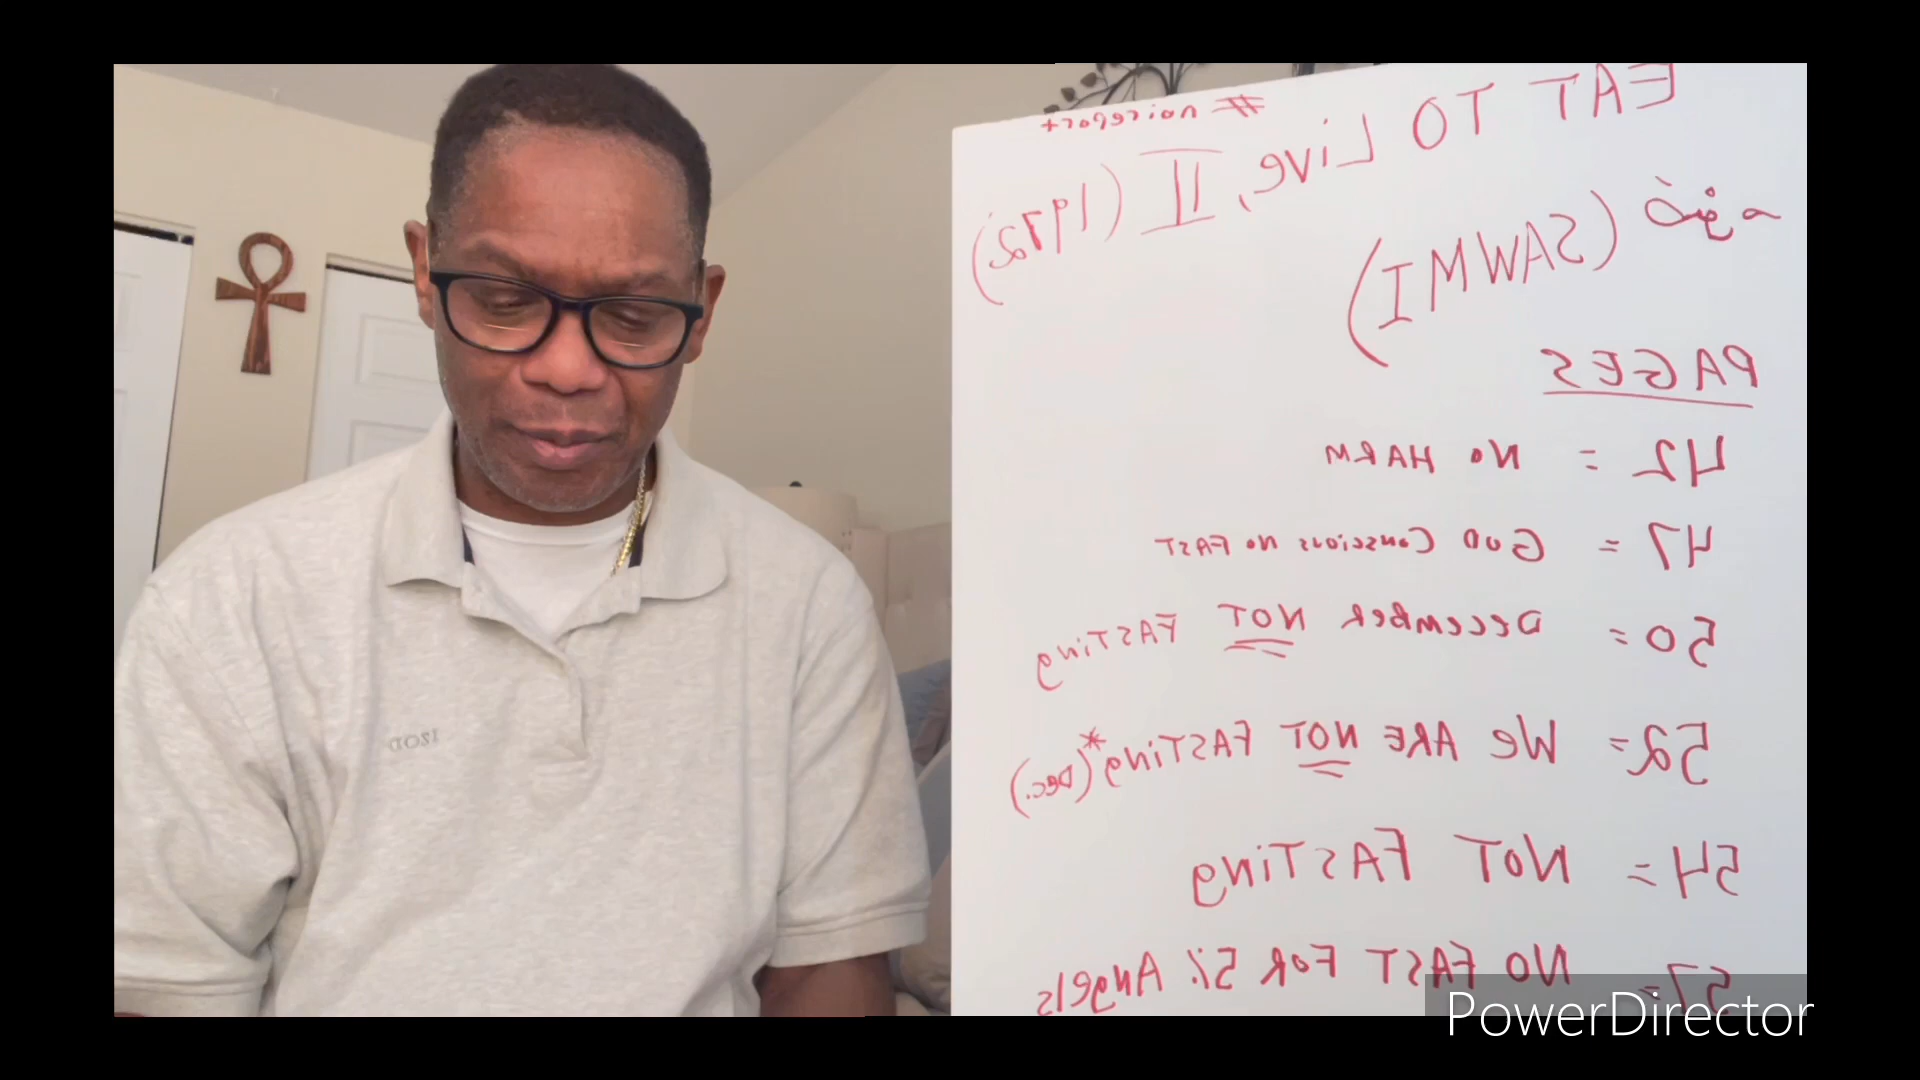 # noireport
EAT TO Live, II (1972)
(SAWMI)
PAGES
42 = No HARM
47 = GOD Conscious No FAST
50 = December NOT FASTing
52 = We ARE NOT FASTing* (Dec.)
54 = NOT FASTing
57 = NO FAST FOR 5% Angels
IZOD
PowerDirector